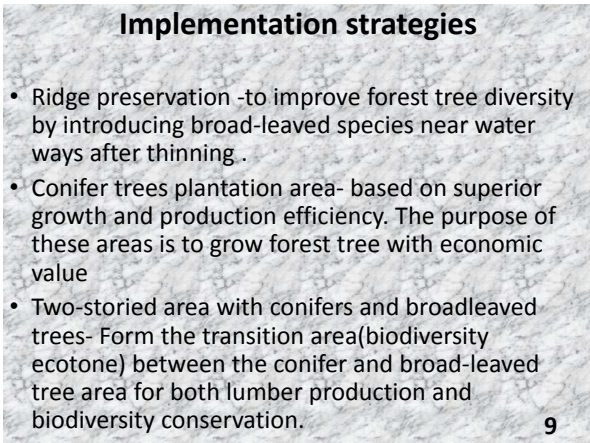 Implementation strategies
• Ridge preservation -to improve forest tree diversity
by introducing broad-leaved species near water
ways after thinning .
• Conifer trees plantation area- based on superior
growth and production efficiency. The purpose of
these areas is to grow forest tree with economic
value
• Two-storied area with conifers and broadleaved
trees- Form the transition area(biodiversity
ecotone) between the conifer and broad-leaved
tree area for both lumber production and
biodiversity conservation.
9